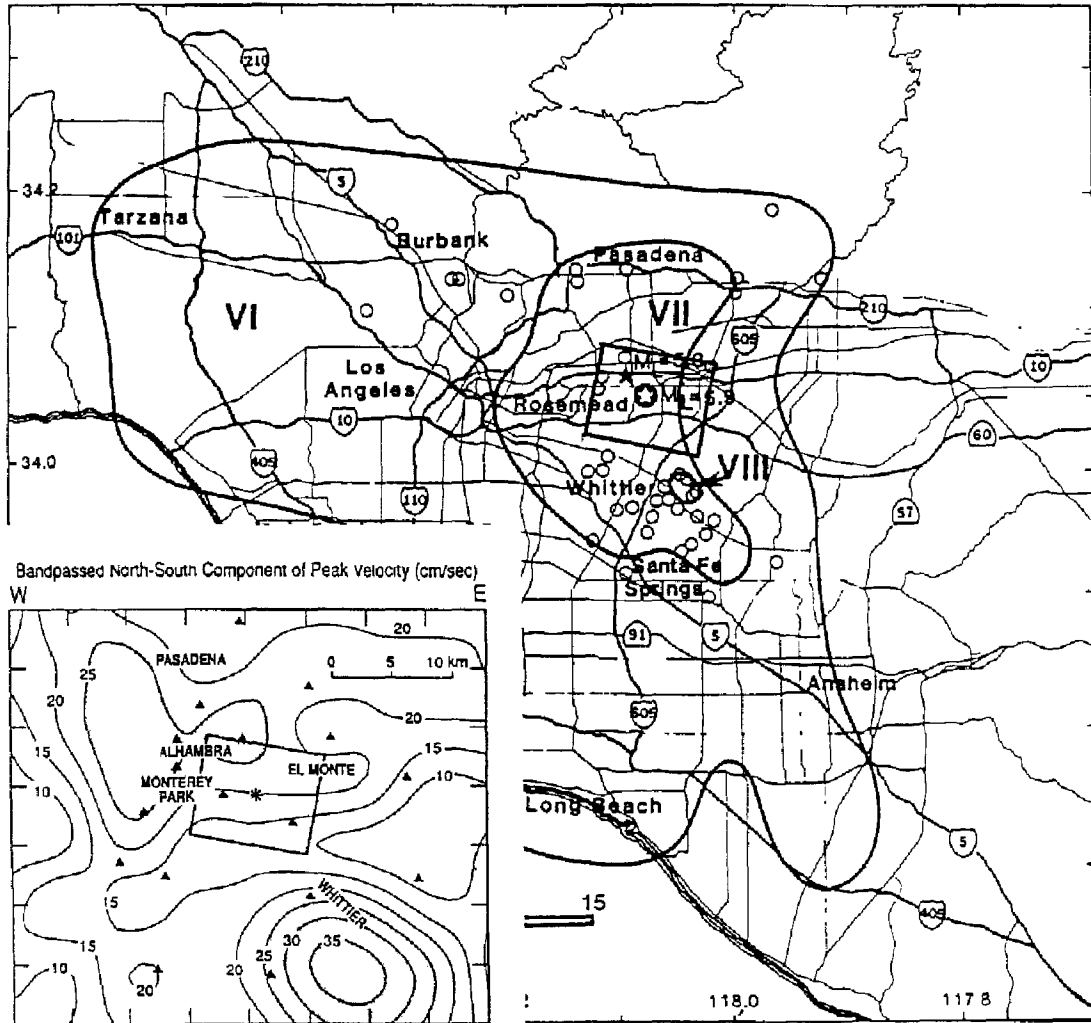 210
34.2
5
Tarzana
101
Burbank
Pasadena
VI
VII
210
605
Los
Angeles
M =5.8
10
Rosemead
M L=5.9
10
60
34.0
405
110
Whittier
VIII
57
Santa Fe
Springs
91
5
Anaheim
605
Long Beach
5
405
15
118.0
117.8
Bandpassed North-South Component of Peak Velocity (cm/sec)
W E
20
PASADENA
0 5 10 km
25
20
20
15
ALHAMBRA
15
EL MONTE
10
MONTEREY
PARK
10
15
WHITTIER
15
35
30
25
20
10
20